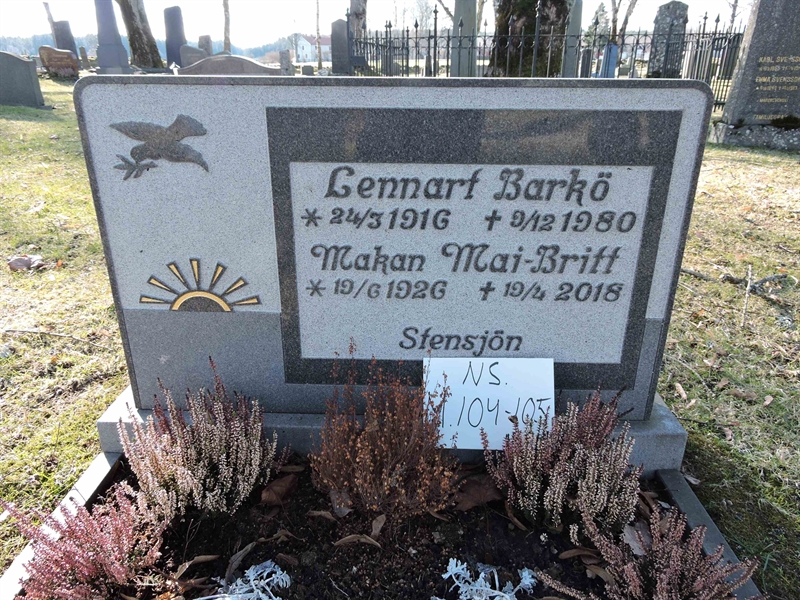 Lennart Barkö
* 24/3 1916 ✝ 9/12 1980
Makan Mai-Britt
* 19/6 1926 ✝ 19/4 2018
Stensjön
NS.
1.104-105